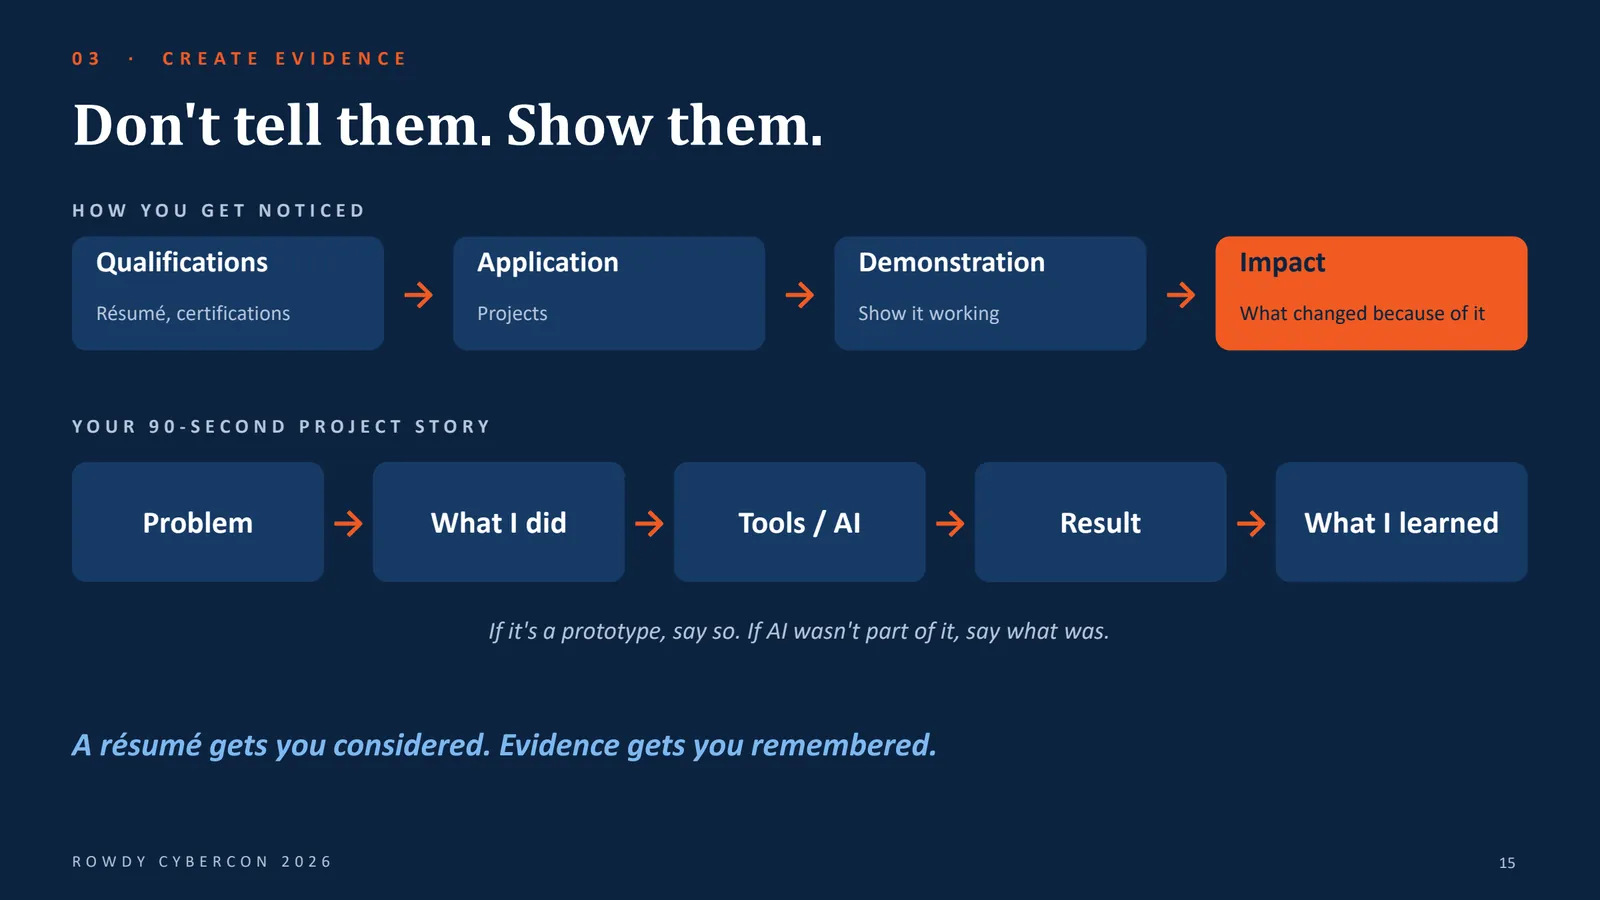 03 · CREATE EVIDENCE
Don't tell them. Show them.
HOW YOU GET NOTICED
Qualifications
Résumé, certifications
Application
Projects
Demonstration
Show it working
Impact
What changed because of it
YOUR 90-SECOND PROJECT STORY
Problem
What I did
Tools / AI
Result
What I learned
If it's a prototype, say so. If AI wasn't part of it, say what was.
A résumé gets you considered. Evidence gets you remembered.
ROWDY CYBERCON 2026
15